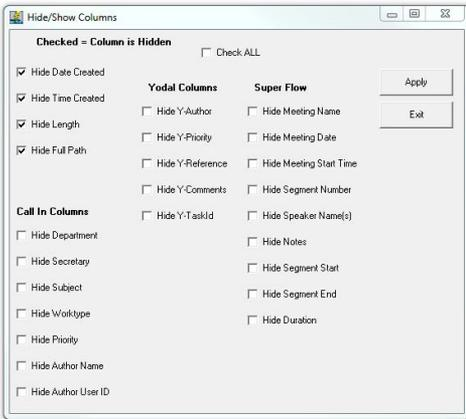 Hide/Show Columns
Checked = Column is Hidden
Check ALL
Hide Date Created
Hide Time Created
Hide Length
Hide Full Path
Call In Columns
Hide Department
Hide Secretary
Hide Subject
Hide Worktype
Hide Priority
Hide Author Name
Hide Author User ID
Yodal Columns
Hide Y-Author
Hide Y-Priority
Hide Y-Reference
Hide Y-Comments
Hide Y-TaskId
Super Flow
Hide Meeting Name
Hide Meeting Date
Hide Meeting Start Time
Hide Segment Number
Hide Speaker Name(s)
Hide Notes
Hide Segment Start
Hide Segment End
Hide Duration
Apply
Exit